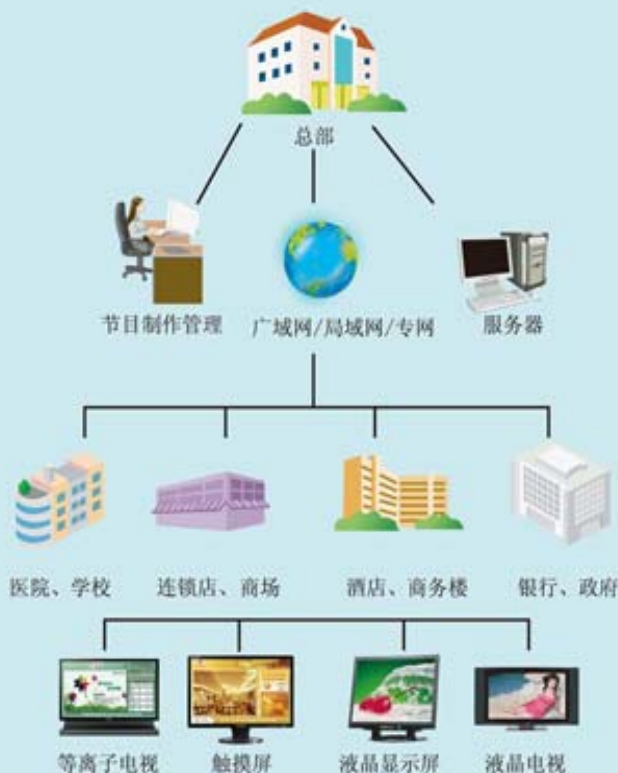 总部
节目制作管理
广域网/局域网/专网
服务器
医院、学校
连锁店、商场
酒店、商务楼
银行、政府
等离子电视
触摸屏
液晶显示屏
液晶电视